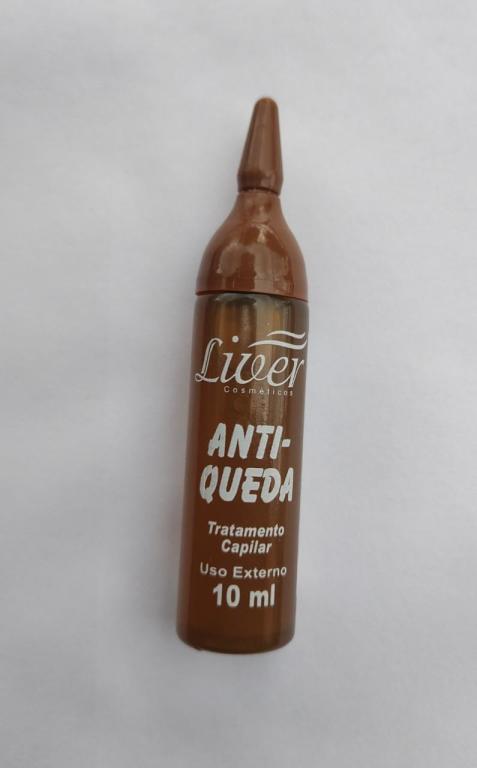 Liver
Cosméticos
ANTI-
QUEDA
Tratamento
Capilar
Uso Externo
10 ml